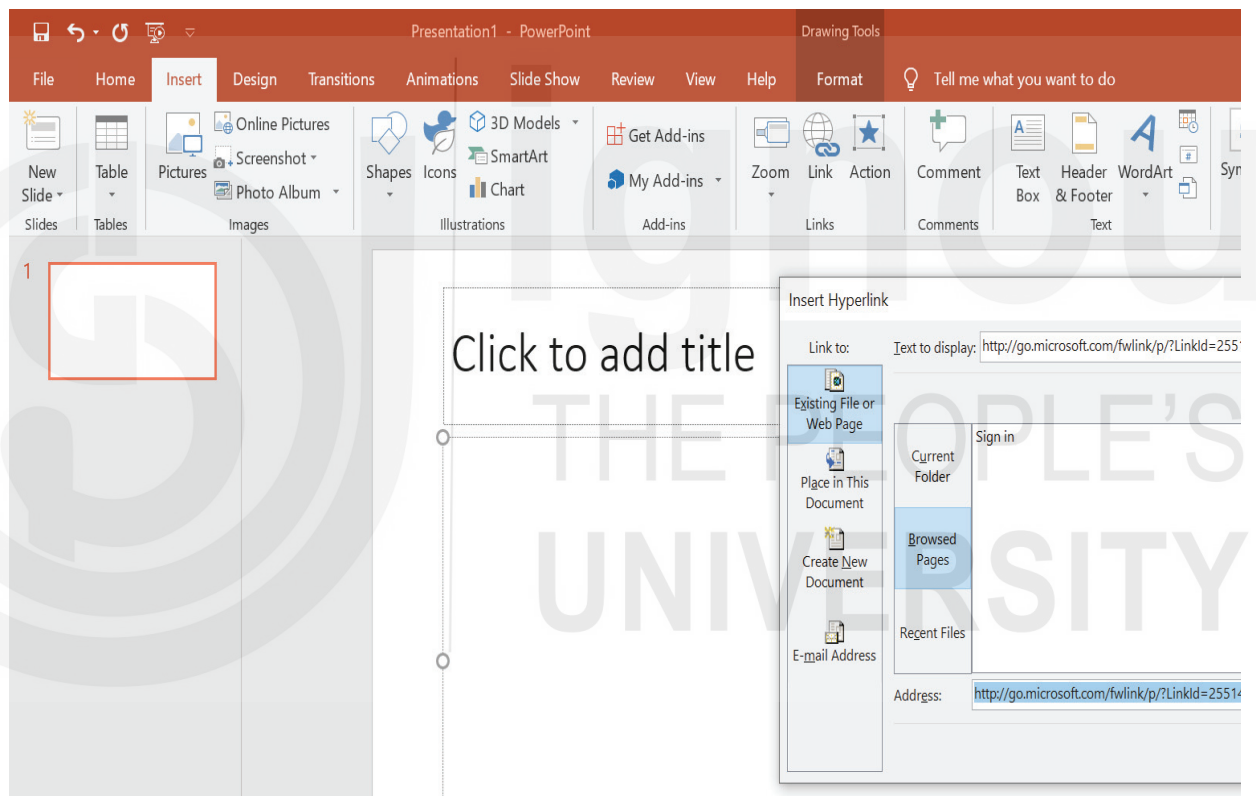 Presentation1 - PowerPoint
Drawing Tools
File Home Insert Design Transitions Animations Slide Show Review View Help Format Tell me what you want to do
New Slide
Table
Pictures
Online Pictures
Screenshot
Photo Album
Shapes
Icons
3D Models
SmartArt
Chart
Get Add-ins
My Add-ins
Zoom
Link
Action
Comment
Text Box
Header & Footer
WordArt
Slides Tables Images Illustrations Add-ins Links Comments Text
1
Click to add title
Insert Hyperlink
Link to:
Text to display: http://go.microsoft.com/fwlink/p/?LinkId=255
Existing File or
Web Page
Place in This
Document
Create New
Document
E-mail Address
Current
Folder
Browsed
Pages
Recent Files
Sign in
Address: http://go.microsoft.com/fwlink/p/?LinkId=25514
ignou
THE PEOPLE'S
UNIVERSITY